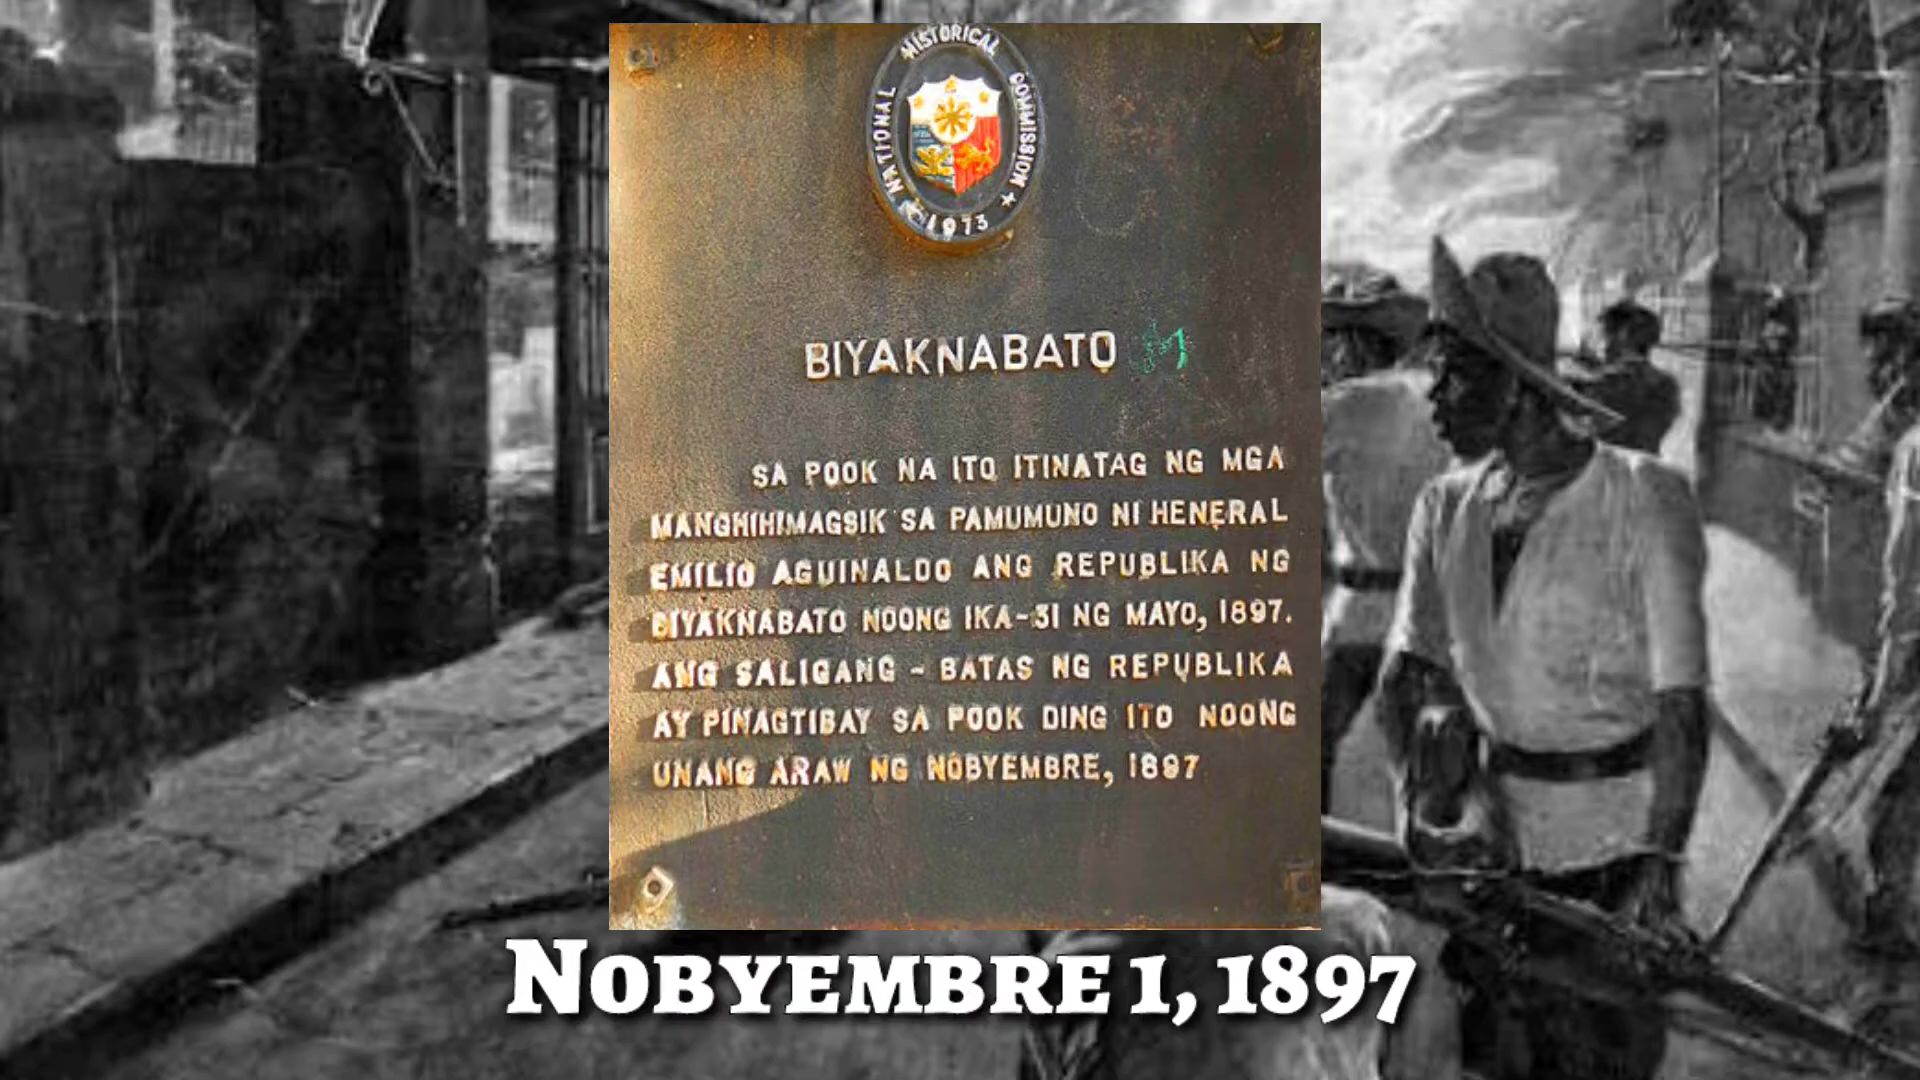 NATIONAL HISTORICAL COMMISSION
1973
BIYAKNABATO
SA POOK NA ITO ITINATAG NG MGA
MANGHIHIMAGSIK SA PAMUMUNO NI HENERAL
EMILIO AGUINALDO ANG REPUBLIKA NG
BIYAKNABATO NOONG IKA-31 NG MAYO, 1897.
ANG SALIGANG - BATAS NG REPUBLIKA
AY PINAGTIBAY SA POOK DING ITO NOONG
UNANG ARAW NG NOBYEMBRE, 1897
NOBYEMBRE 1, 1897